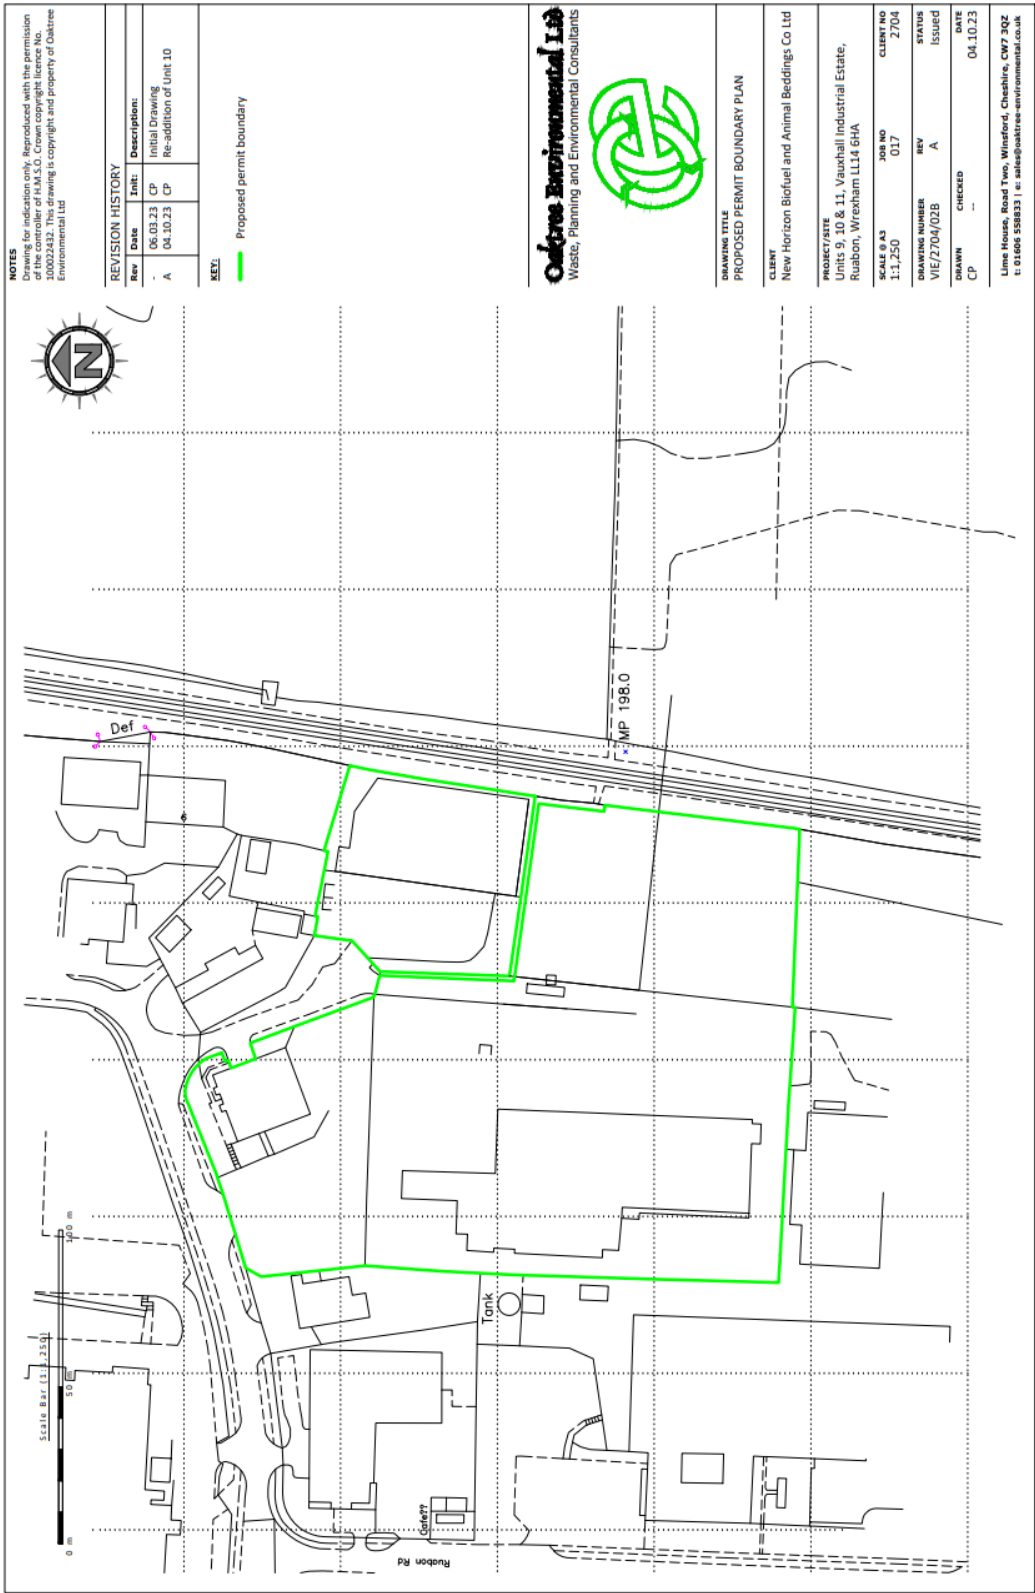 NOTES
Drawing for indication only. Reproduced with the permission
of the controller of H.M.S.O. Crown copyright licence No.
100022432. This drawing is copyright and property of Oaktree
Environmental Ltd
REVISION HISTORY
Rev Date Init: Description:
- 06.03.23 CP Initial Drawing
A 04.10.23 CP Re-addition of Unit 10
KEY:
Proposed permit boundary
Oaktree Environmental Ltd
Waste, Planning and Environmental Consultants
DRAWING TITLE
PROPOSED PERMIT BOUNDARY PLAN
CLIENT
New Horizon Biofuel and Animal Beddings Co Ltd
PROJECT/SITE
Units 9, 10 & 11, Vauxhall Industrial Estate,
Ruabon, Wrexham LL14 6HA
SCALE @ A3 JOB NO CLIENT NO
1:1,250 017 2704
DRAWING NUMBER REV STATUS
VIE/2704/02B A Issued
DRAWN CHECKED DATE
CP -- 04.10.23
Lime House, Road Two, Winsford, Cheshire, CW7 3QZ
t: 01606 558833 | e: sales@oaktree-environmental.co.uk
N
Scale Bar (1:1,250)
0 m 50 m 100 m
Def
6
MP 198.0
Tank
Cafe??
Ruabon Rd